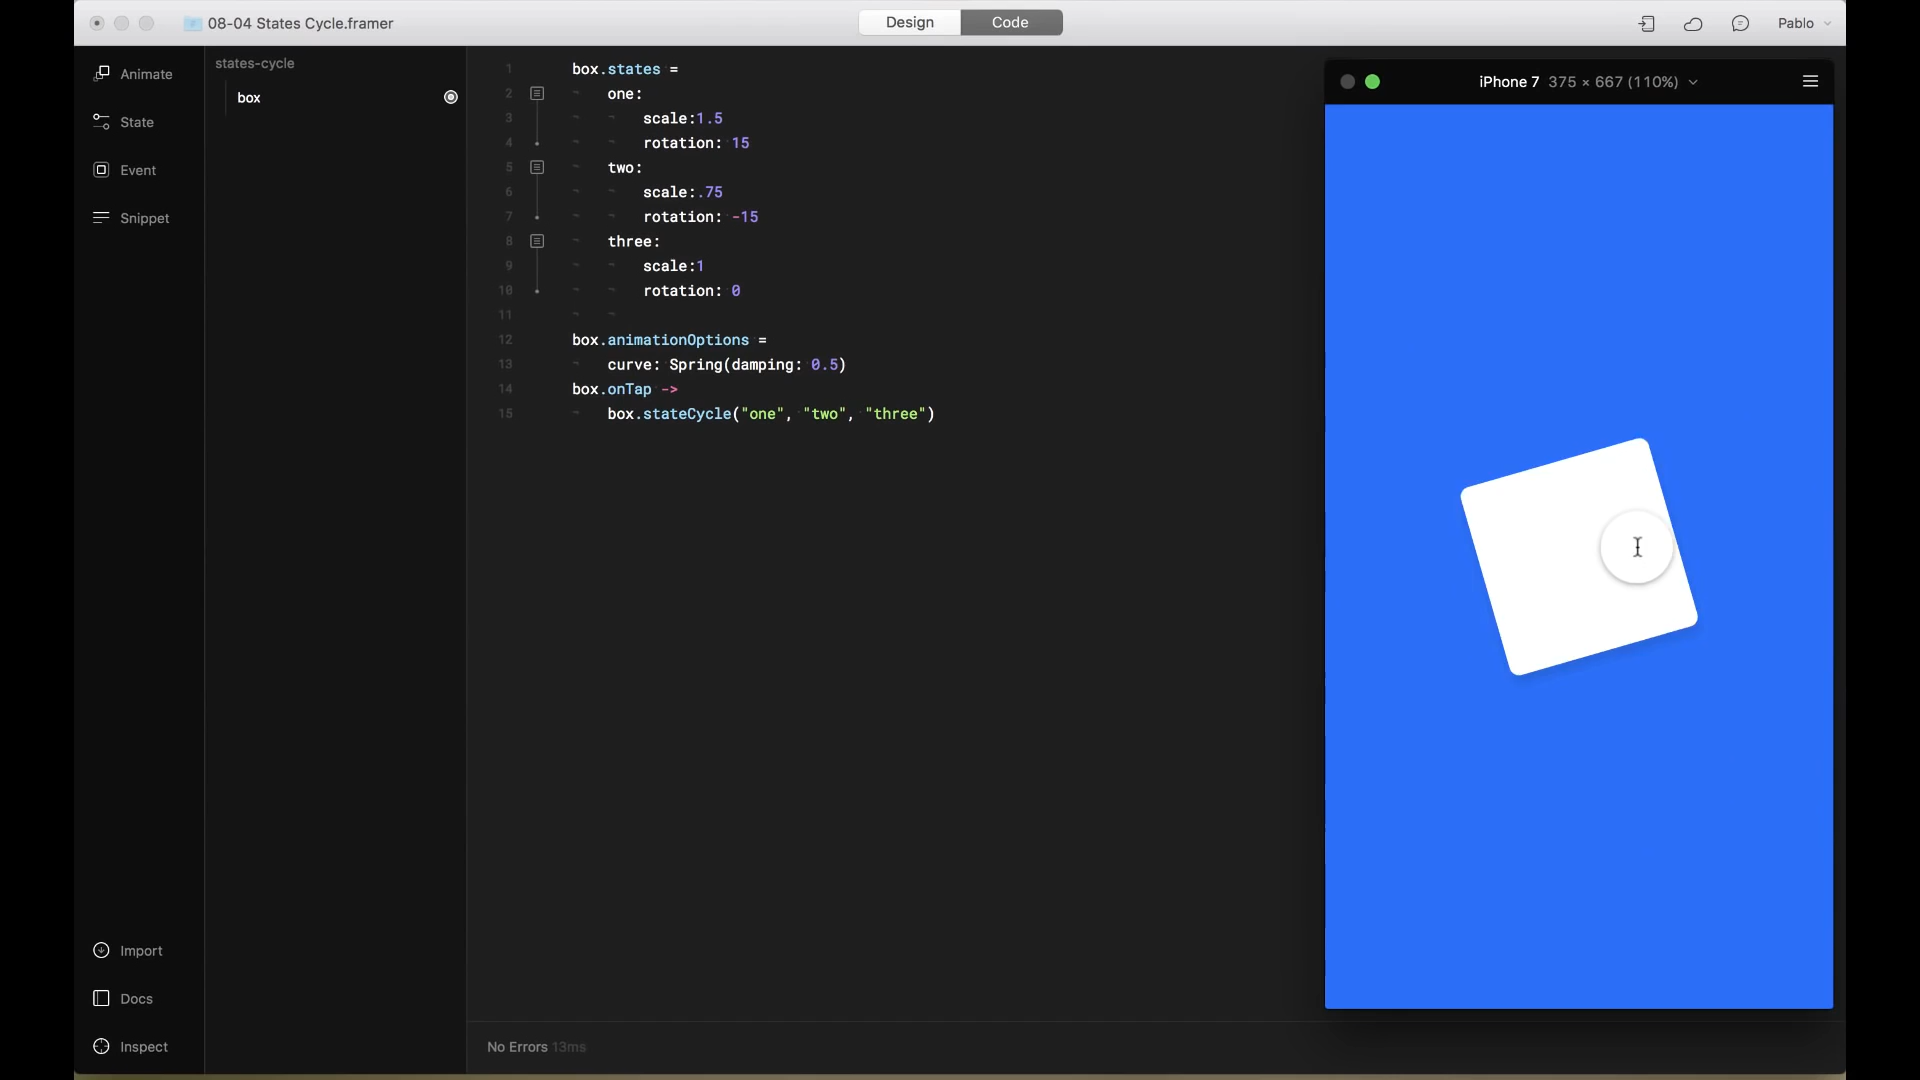 08-04 States Cycle.framer
Design
Code
Pablo
Animate
State
Event
Snippet
Import
Docs
Inspect
states-cycle
box
1 box.states =
2 one:
3 scale:1.5
4 rotation: 15
5 two:
6 scale:.75
7 rotation: -15
8 three:
9 scale:1
10 rotation: 0
11
12 box.animationOptions =
13 curve: Spring(damping: 0.5)
14 box.onTap ->
15 box.stateCycle("one", "two", "three")
No Errors 13ms
iPhone 7 375 × 667 (110%)